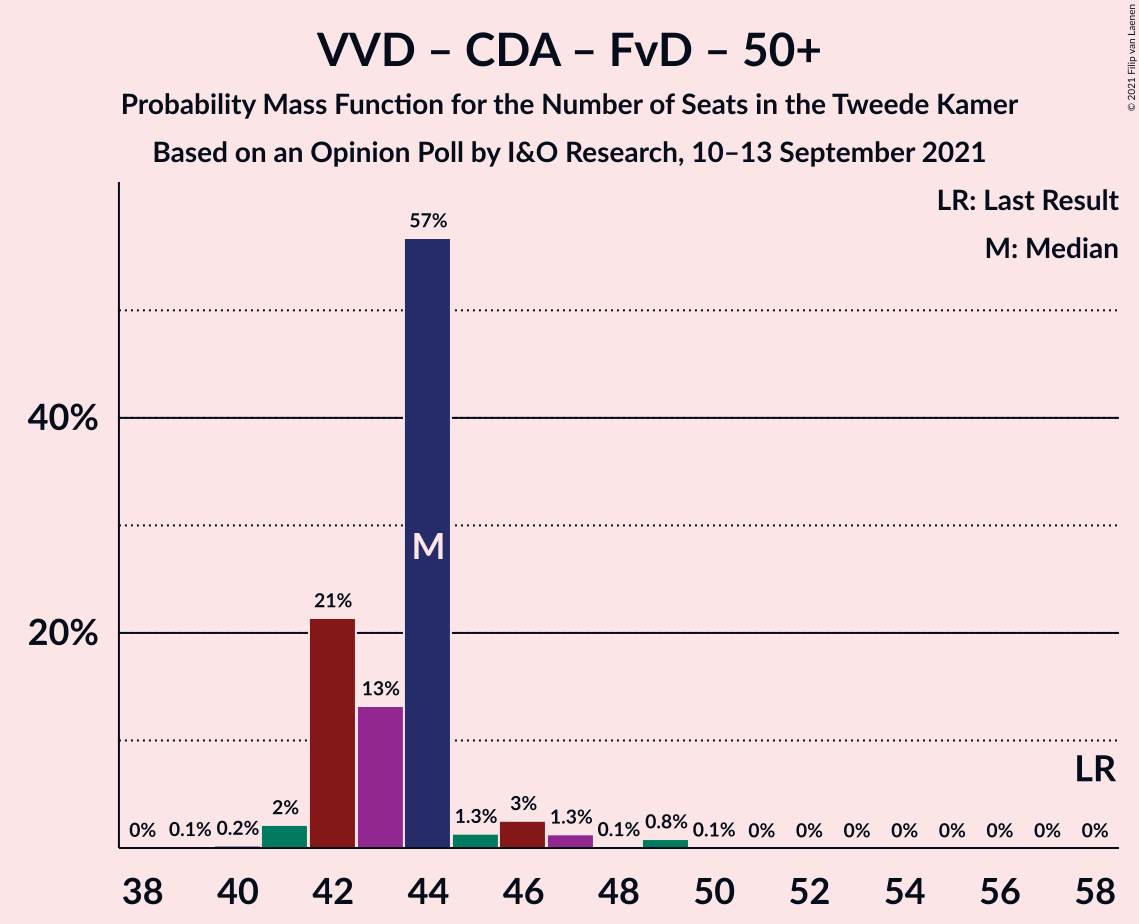 VVD – CDA – FvD – 50+
Probability Mass Function for the Number of Seats in the Tweede Kamer
Based on an Opinion Poll by I&O Research, 10–13 September 2021
© 2021 Filip van Laenen
LR: Last Result
M: Median
57%
40%
M
21%
20%
13%
LR
0% 0.1% 0.2% 2% 1.3% 3% 1.3% 0.1% 0.8% 0.1% 0% 0% 0% 0% 0% 0% 0% 0%
38 40 42 44 46 48 50 52 54 56 58